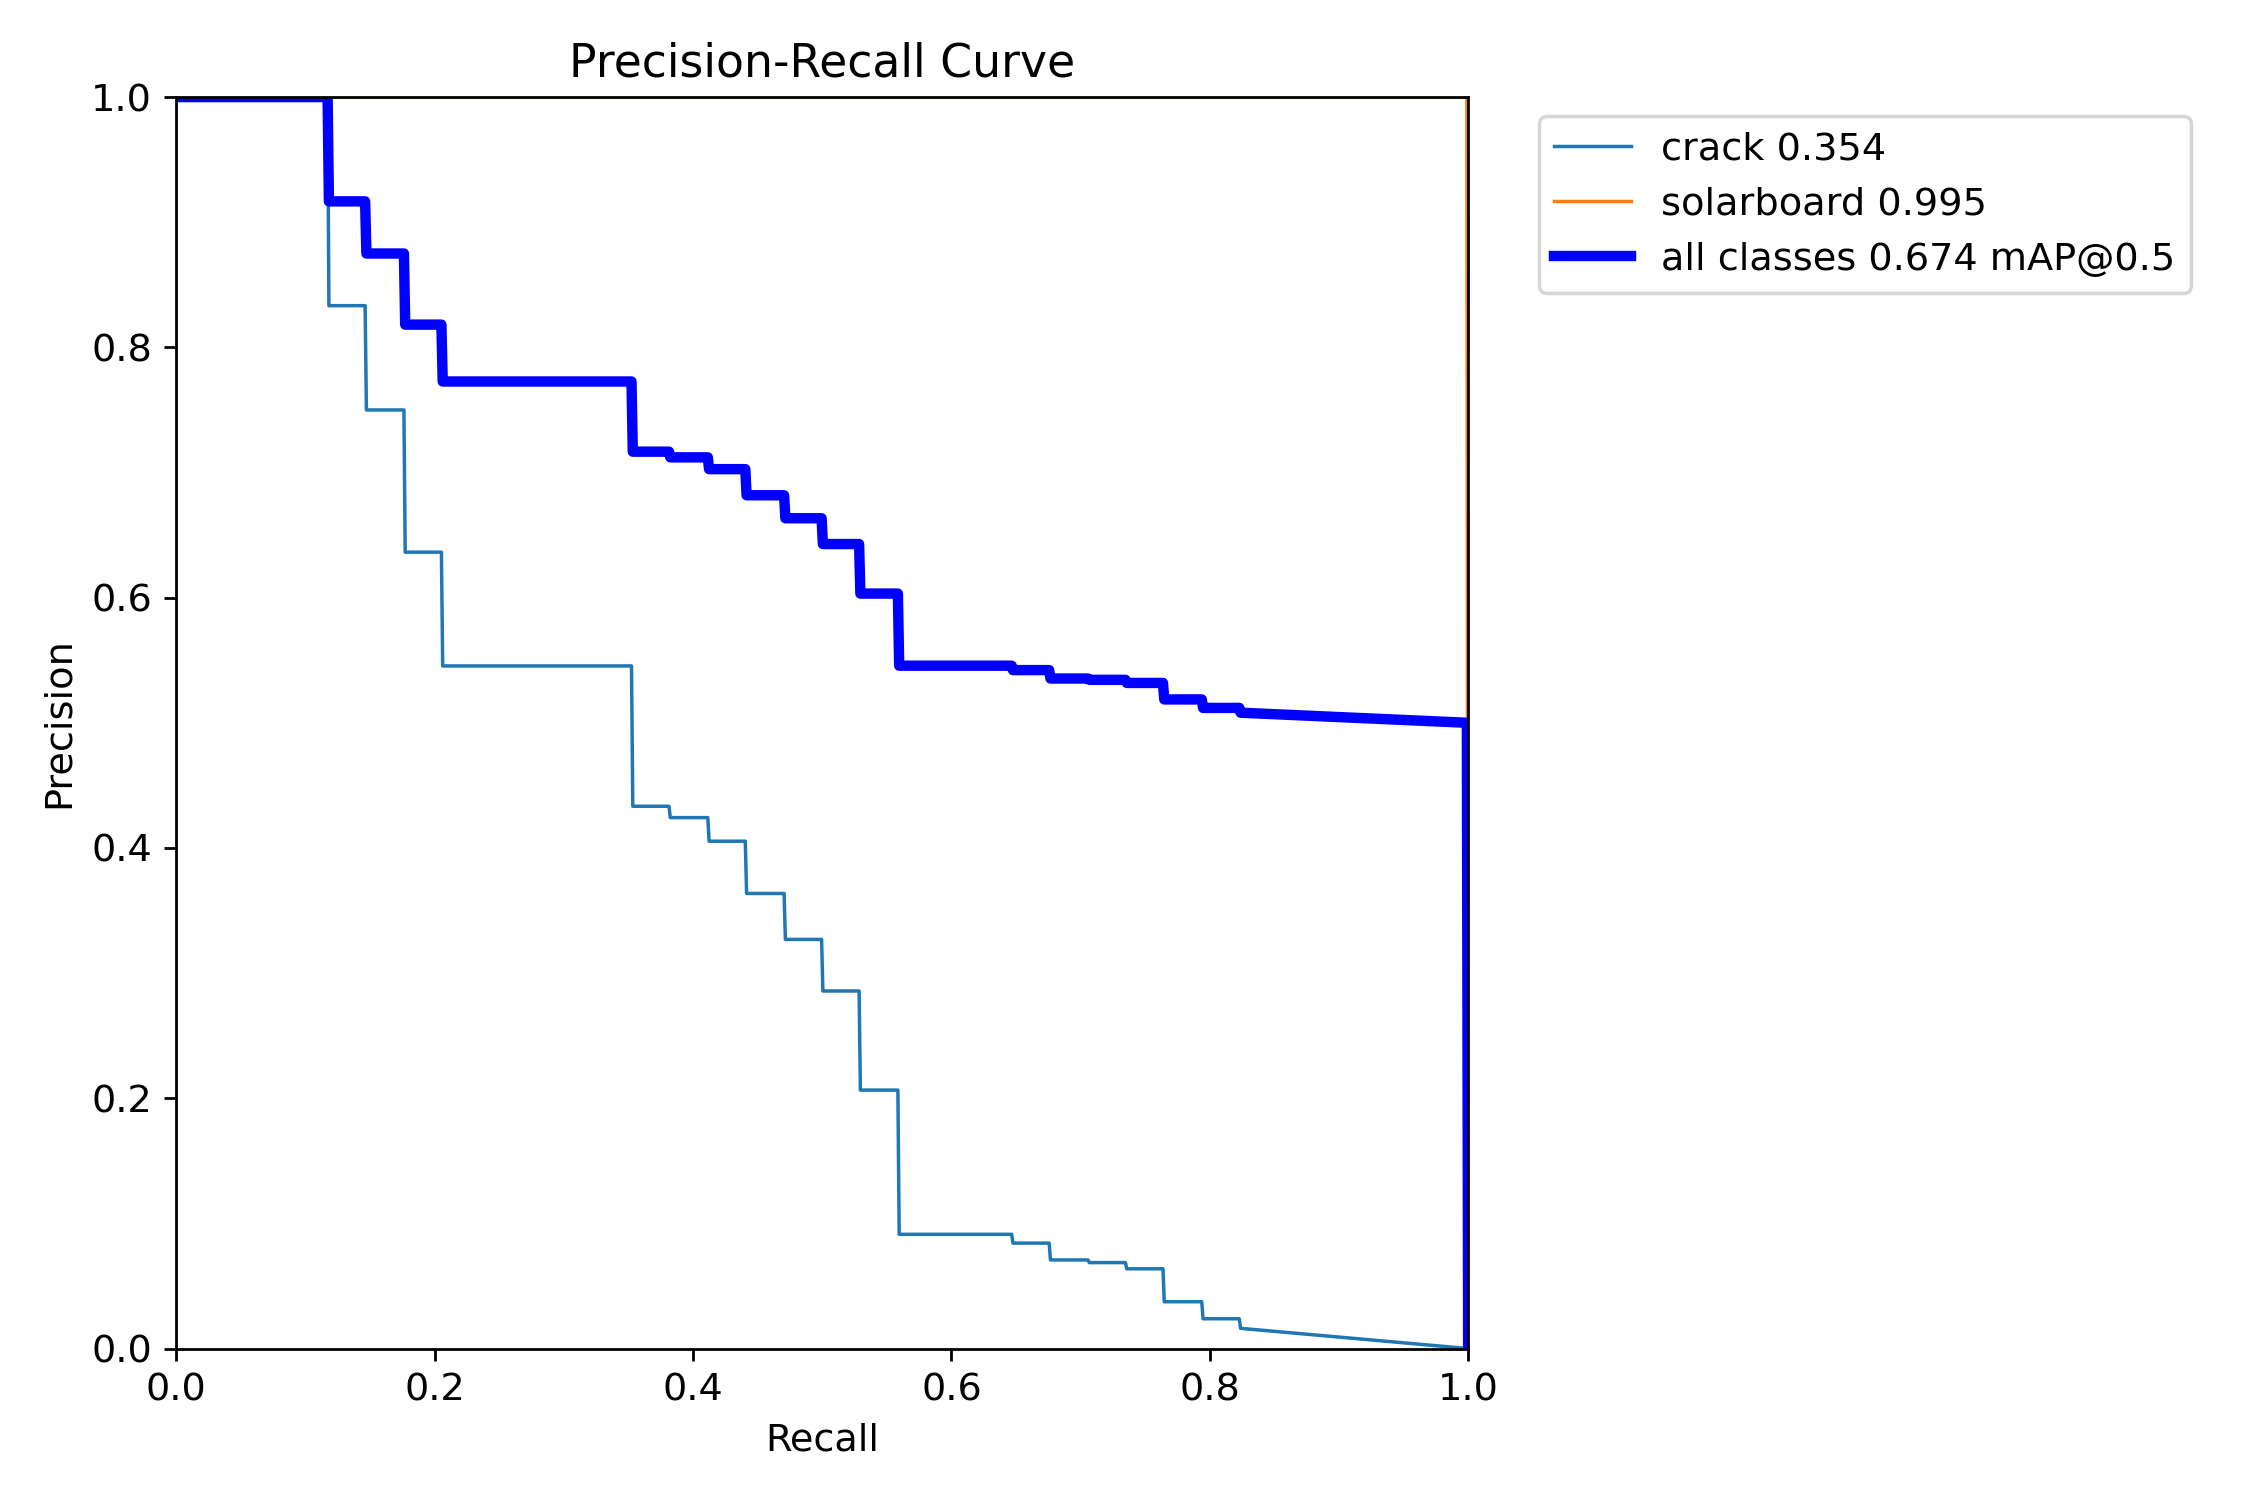 Precision-Recall Curve
1.0
0.8
0.6
0.4
0.2
0.0
Precision
0.0 0.2 0.4 0.6 0.8 1.0
Recall
crack 0.354
solarboard 0.995
all classes 0.674 mAP@0.5